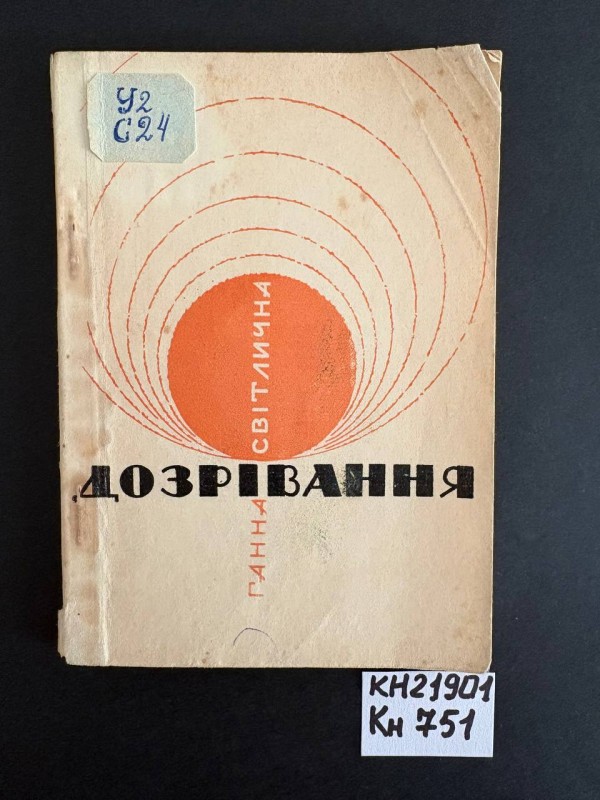 У2
С24
ГАННА СВІТЛИЧНА
ДОЗРІВАННЯ
КН21901
Кн 751